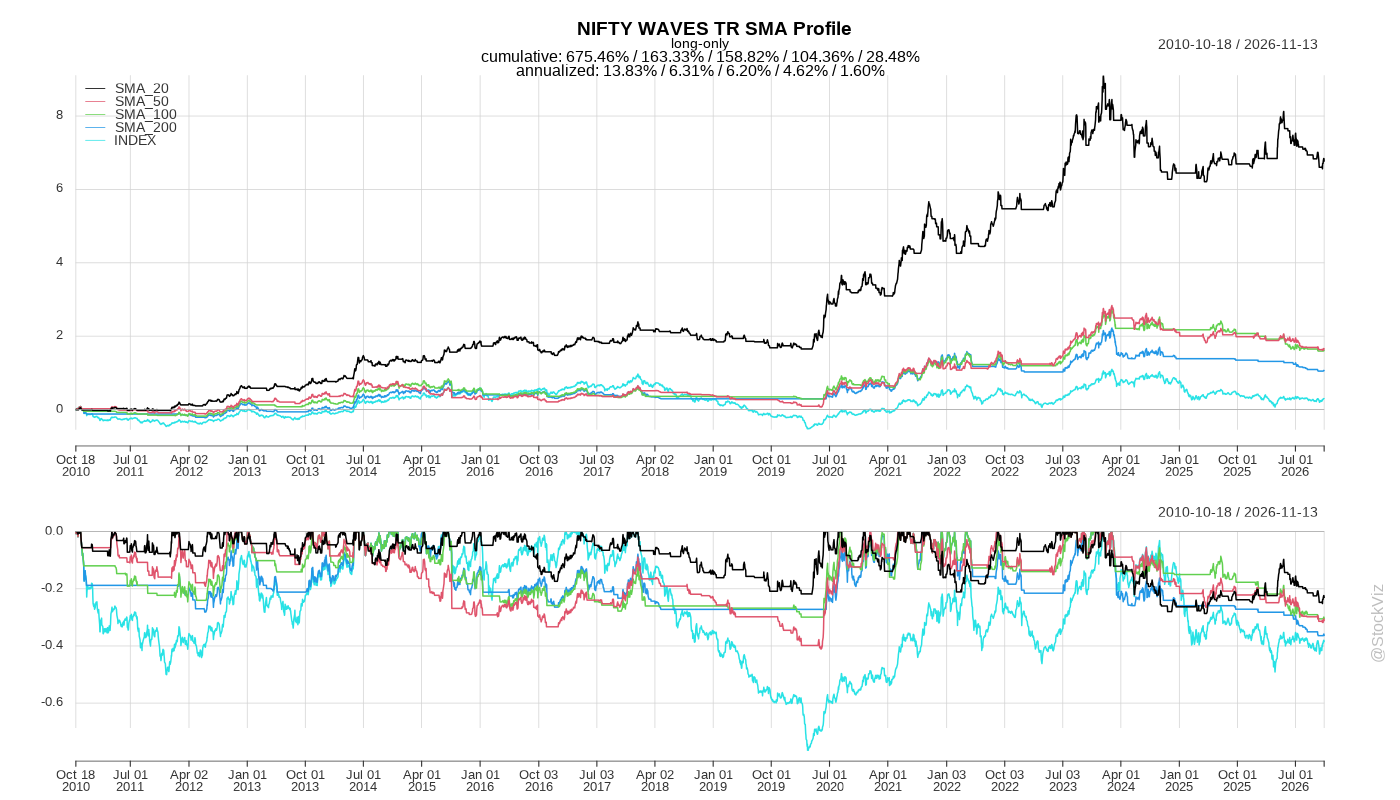 NIFTY WAVES TR SMA Profile
long-only
2010-10-18 / 2026-11-13
cumulative: 675.46% / 163.33% / 158.82% / 104.36% / 28.48%
annualized: 13.83% / 6.31% / 6.20% / 4.62% / 1.60%
SMA_20
SMA_50
SMA_100
SMA_200
INDEX
8
6
4
2
0
Oct 18 Jul 01 Apr 02 Jan 01 Oct 01 Jul 01 Apr 01 Jan 01 Oct 03 Jul 03 Apr 02 Jan 01 Oct 01 Jul 01 Apr 01 Jan 03 Oct 03 Jul 03 Apr 01 Jan 01 Oct 01 Jul 01
2010 2011 2012 2013 2013 2014 2015 2016 2016 2017 2018 2019 2019 2020 2021 2022 2022 2023 2024 2025 2025 2026
2010-10-18 / 2026-11-13
0.0
-0.2
-0.4
-0.6
Oct 18 Jul 01 Apr 02 Jan 01 Oct 01 Jul 01 Apr 01 Jan 01 Oct 03 Jul 03 Apr 02 Jan 01 Oct 01 Jul 01 Apr 01 Jan 03 Oct 03 Jul 03 Apr 01 Jan 01 Oct 01 Jul 01
2010 2011 2012 2013 2013 2014 2015 2016 2016 2017 2018 2019 2019 2020 2021 2022 2022 2023 2024 2025 2025 2026
@StockViz